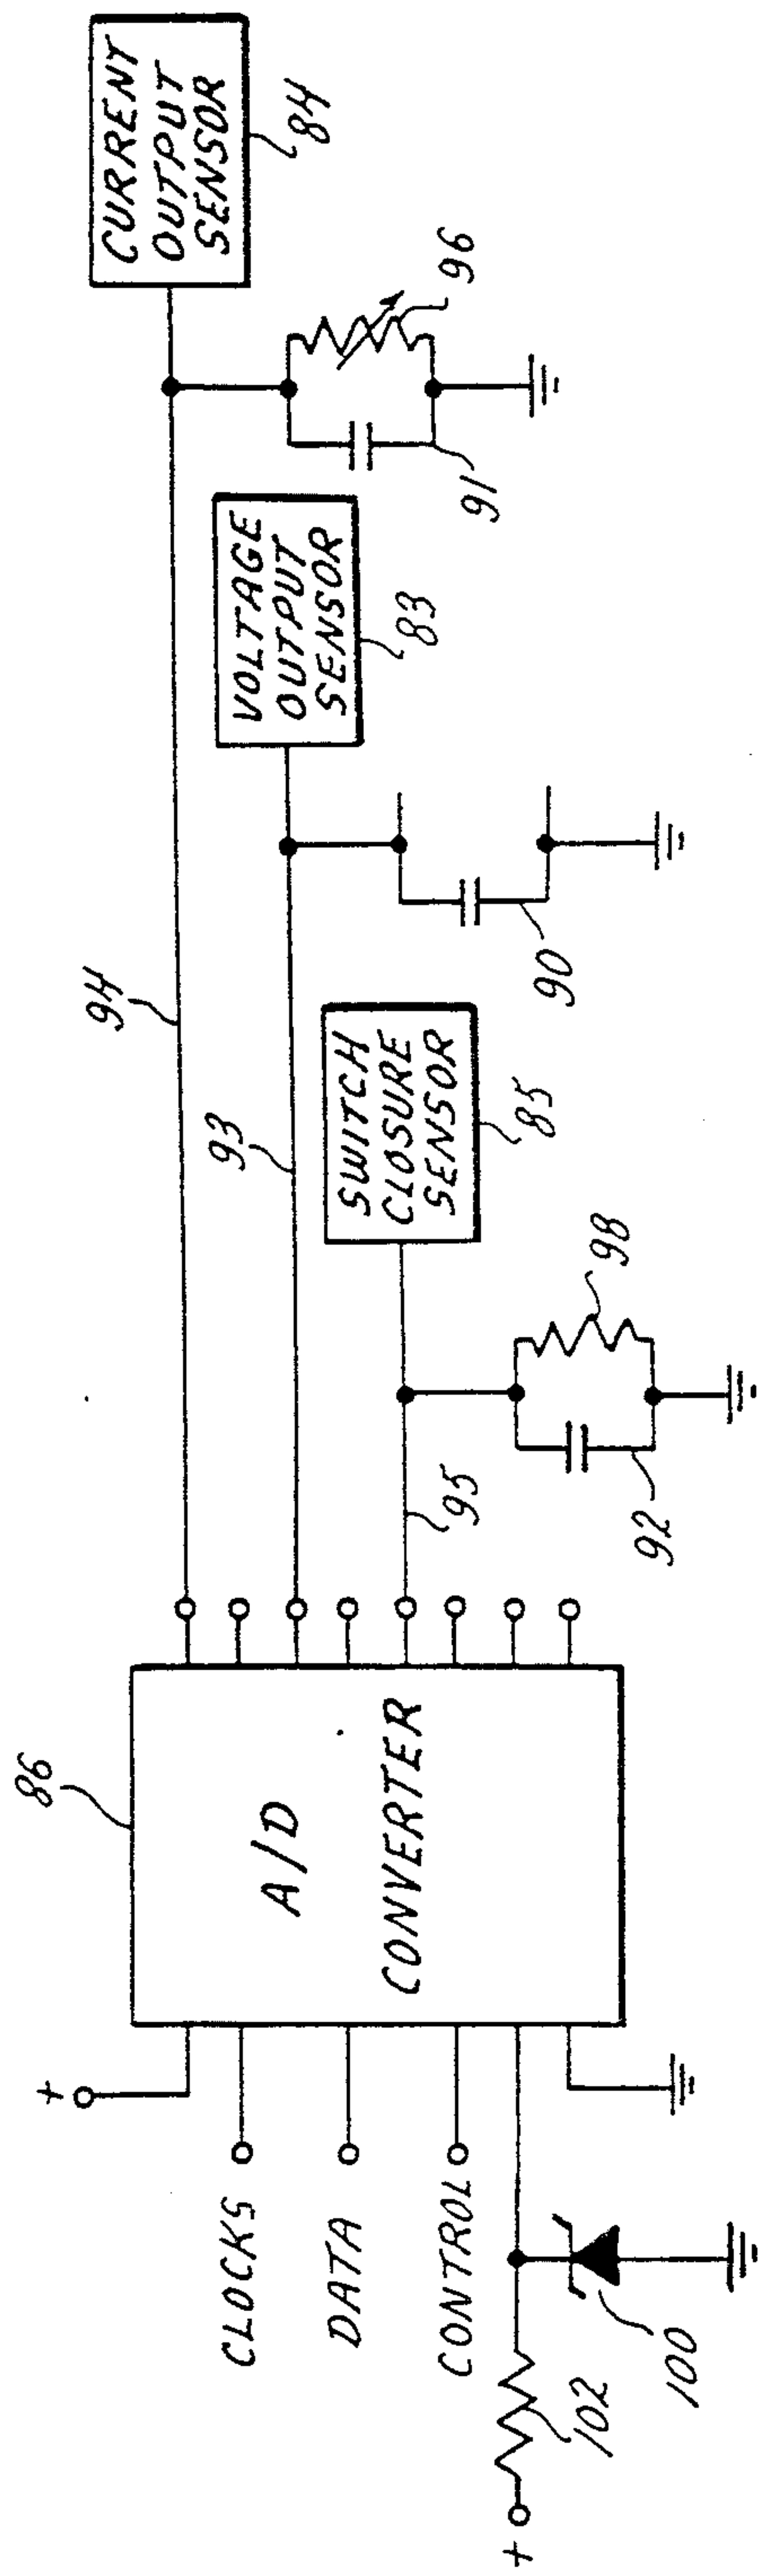 CURRENT
OUTPUT
SENSOR
84
96
91
VOLTAGE
OUTPUT
SENSOR
83
90
94
93
SWITCH
CLOSURE
SENSOR
85
98
95
92
86
A/D
CONVERTER
+
CLOCKS
DATA
CONTROL
+
102
100